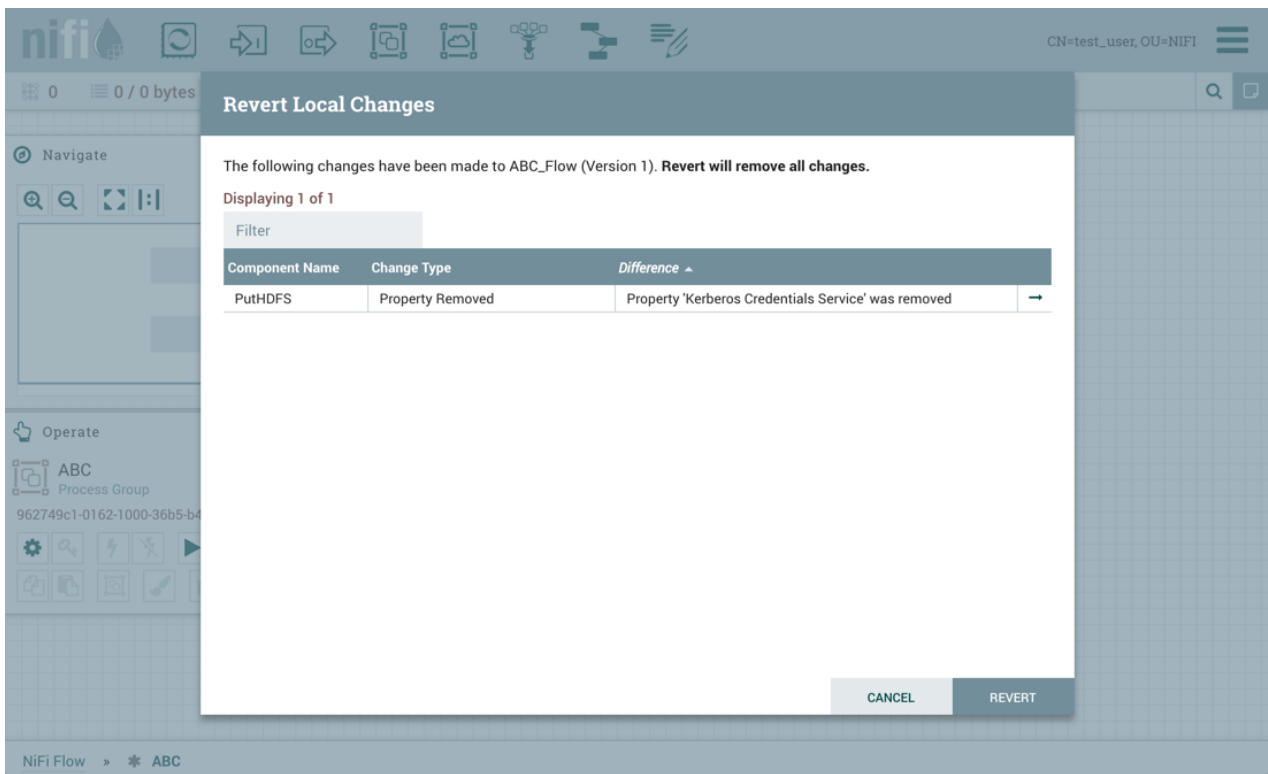 nifi
CN=test_user, OU=NIFI
0
0 / 0 bytes
Revert Local Changes
Navigate
The following changes have been made to ABC_Flow (Version 1). Revert will remove all changes.
Displaying 1 of 1
Filter
Component Name Change Type Difference
PutHDFS Property Removed Property 'Kerberos Credentials Service' was removed
Operate
ABC
Process Group
962749c1-0162-1000-36b5-b4
CANCEL REVERT
NiFi Flow » ABC